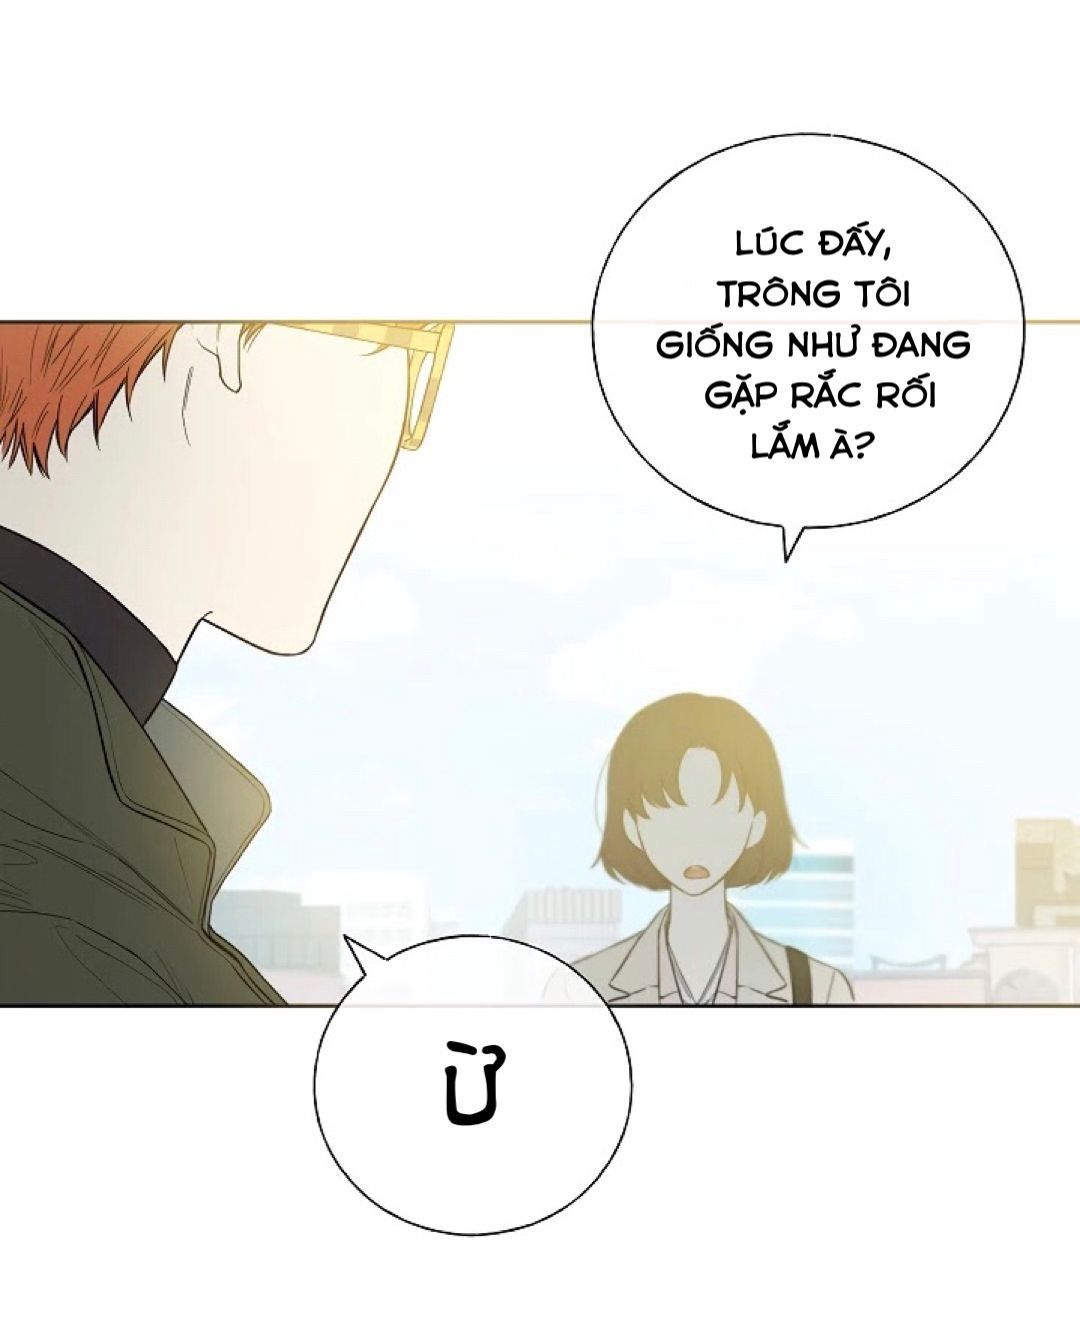 LÚC ĐẤY,
TRÔNG TÔI
GIỐNG NHƯ ĐANG
GẶP RẮC RỐI
LẮM À?
Ừ